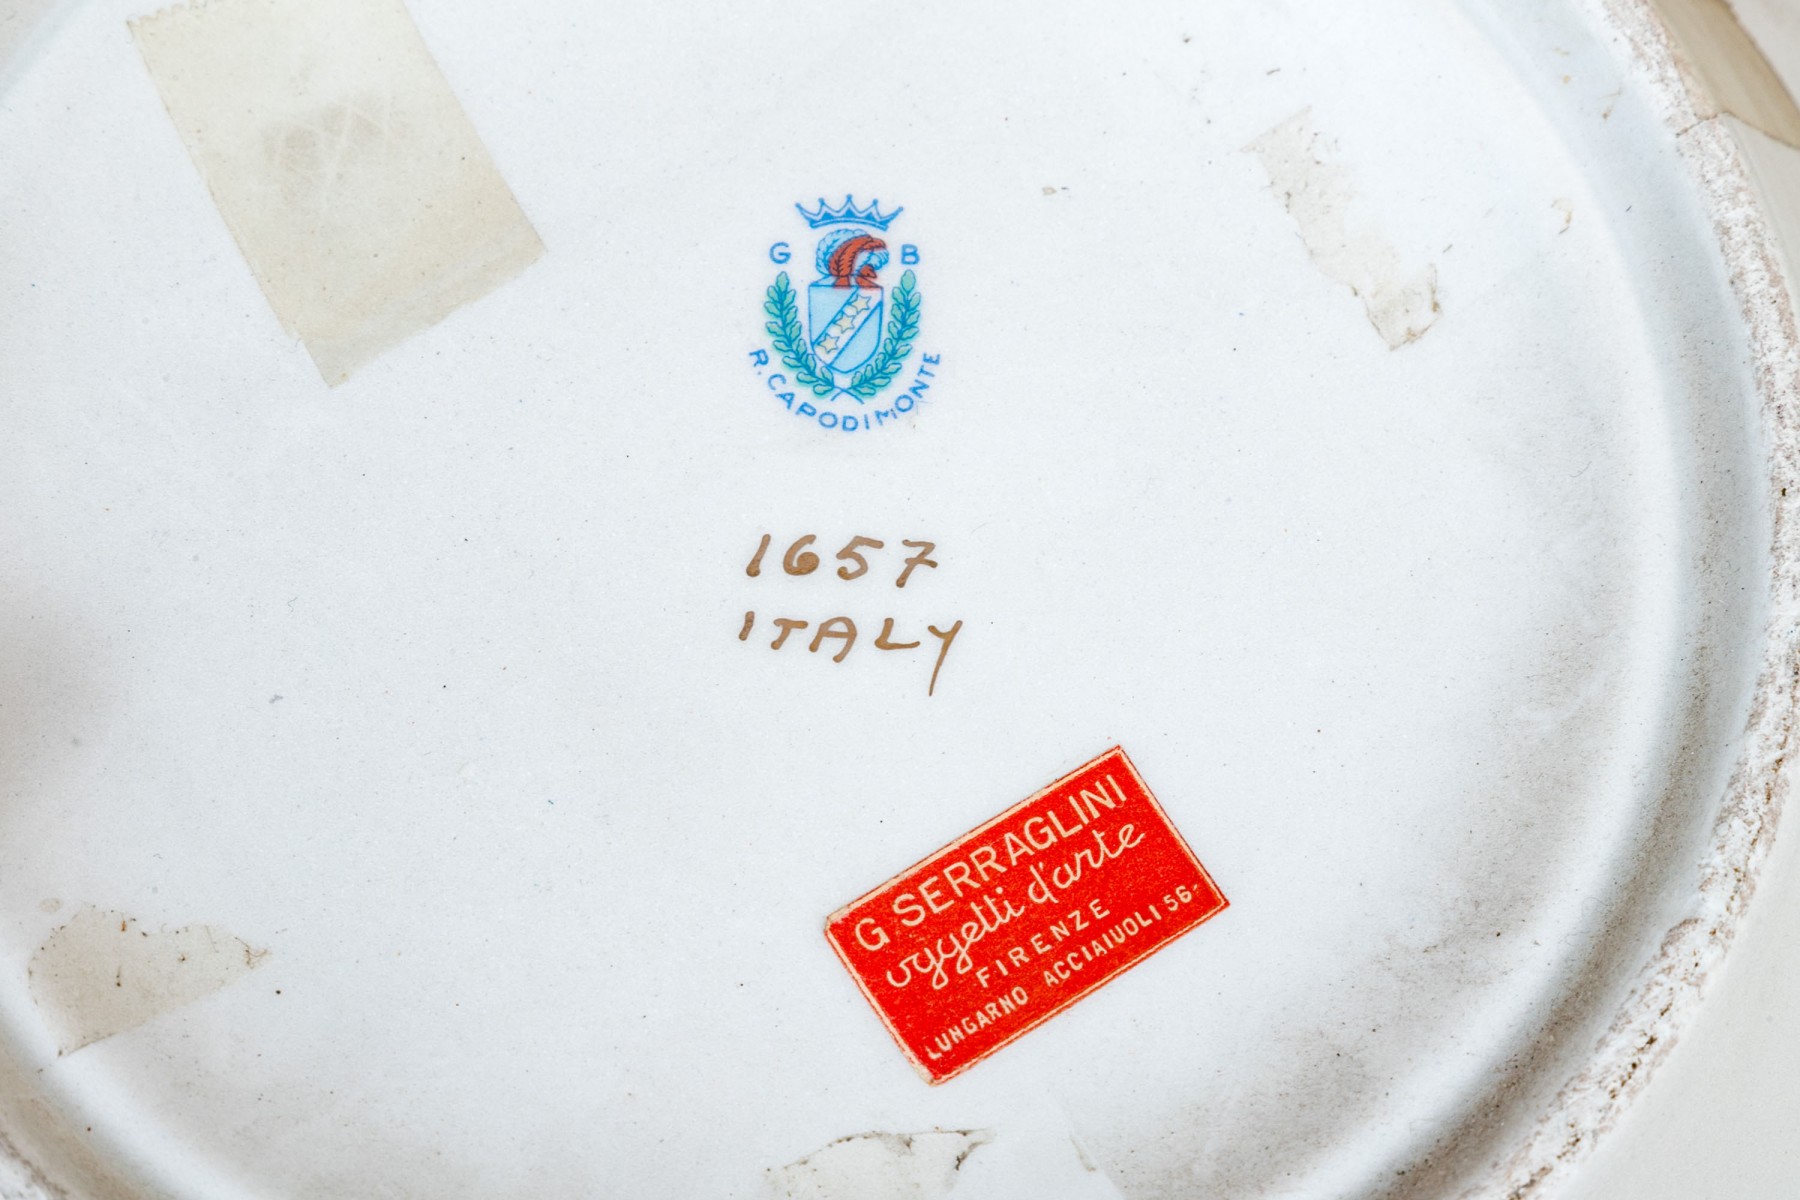 G B
R. CAPODIMONTE
1657
ITALY
G SERRAGLINI
oggetti d'arte
FIRENZE
LUNGARNO ACCIAIUOLI 56-